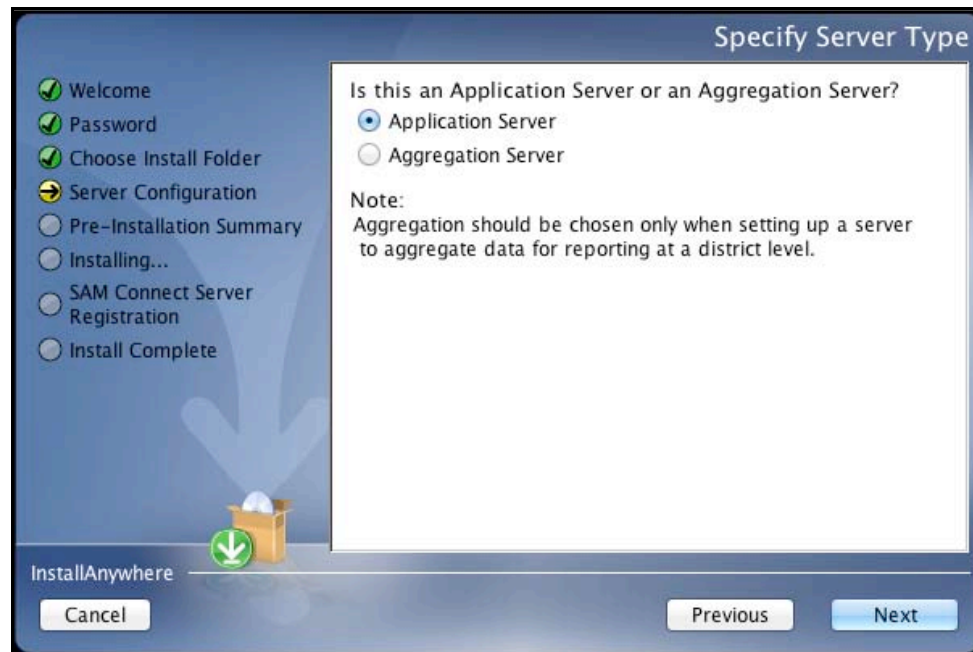 Specify Server Type
Welcome
Password
Choose Install Folder
Server Configuration
Pre-Installation Summary
Installing...
SAM Connect Server
Registration
Install Complete
Is this an Application Server or an Aggregation Server?
Application Server
Aggregation Server
Note:
Aggregation should be chosen only when setting up a server
to aggregate data for reporting at a district level.
InstallAnywhere
Cancel
Previous
Next